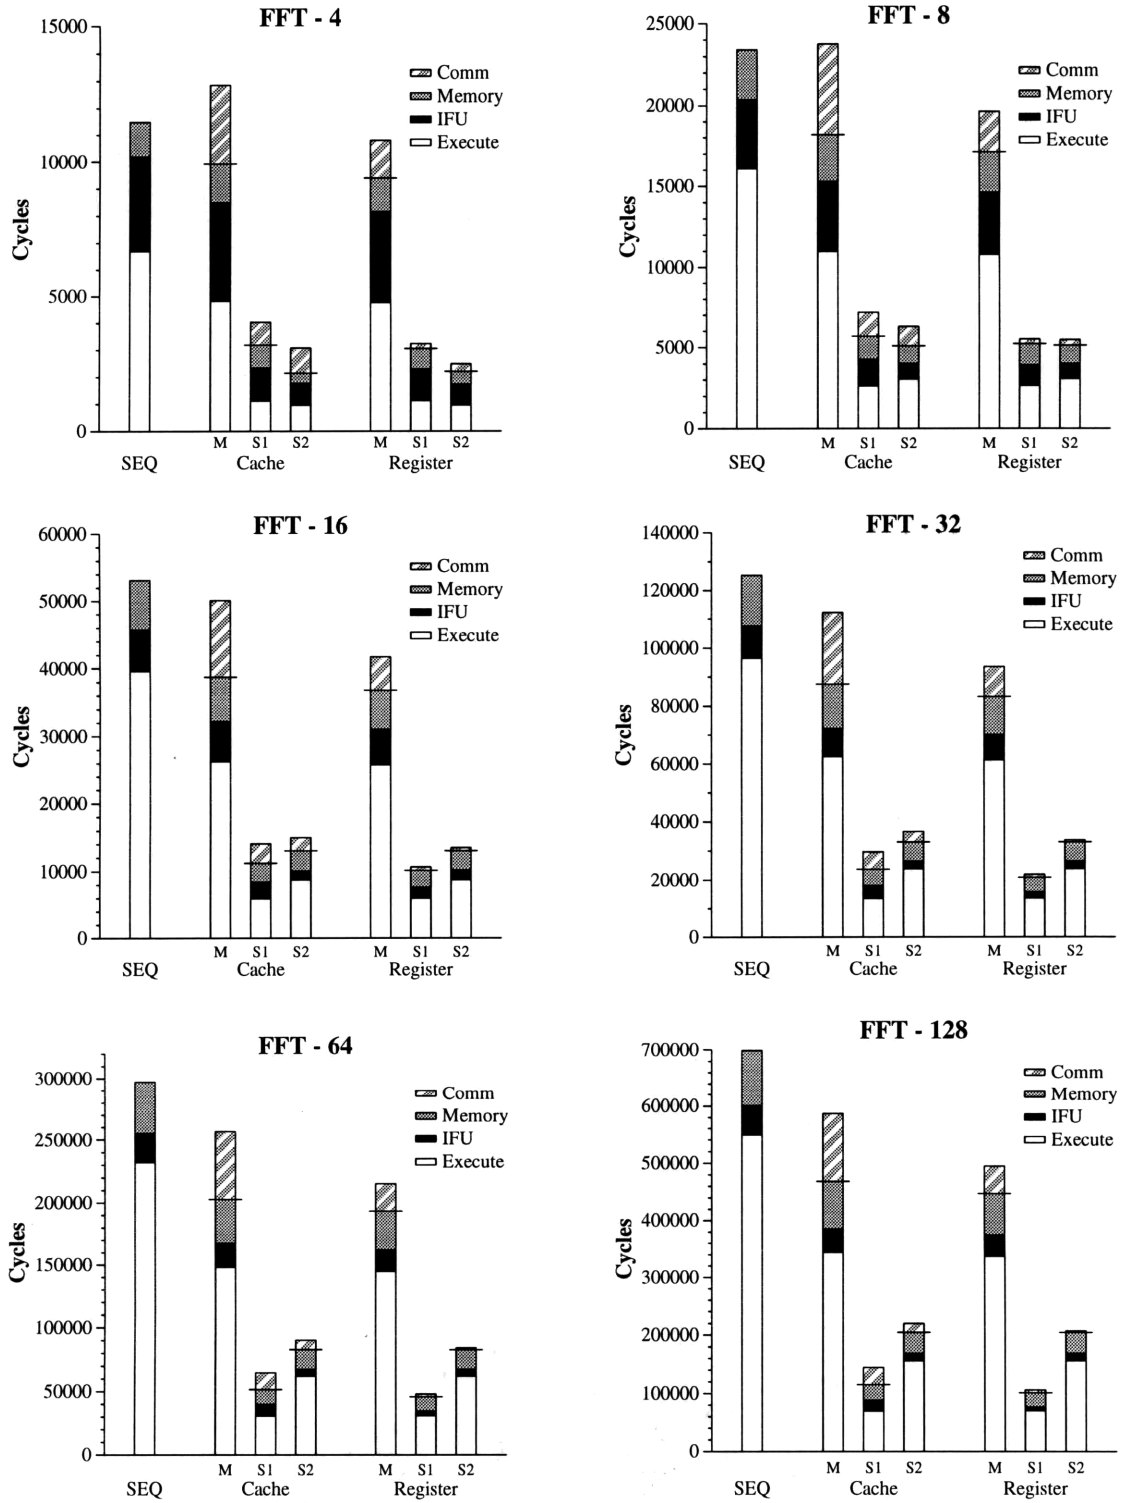 FFT - 4
15000
10000
5000
0
Cycles
Comm
Memory
IFU
Execute
M S1 S2 M S1 S2
SEQ Cache Register
FFT - 8
25000
20000
15000
10000
5000
0
Cycles
Comm
Memory
IFU
Execute
M S1 S2 M S1 S2
SEQ Cache Register
FFT - 16
60000
50000
40000
30000
20000
10000
0
Cycles
Comm
Memory
IFU
Execute
M S1 S2 M S1 S2
SEQ Cache Register
FFT - 32
140000
120000
100000
80000
60000
40000
20000
0
Cycles
Comm
Memory
IFU
Execute
M S1 S2 M S1 S2
SEQ Cache Register
FFT - 64
300000
250000
200000
150000
100000
50000
0
Cycles
Comm
Memory
IFU
Execute
M S1 S2 M S1 S2
SEQ Cache Register
FFT - 128
700000
600000
500000
400000
300000
200000
100000
0
Cycles
Comm
Memory
IFU
Execute
M S1 S2 M S1 S2
SEQ Cache Register